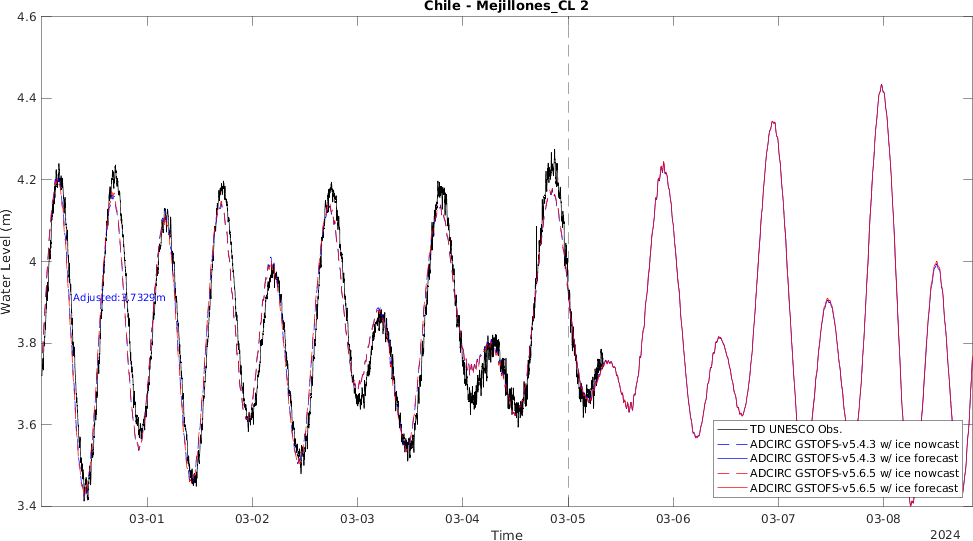 Chile - Mejillones_CL 2
4.6
4.4
4.2
4
3.8
3.6
3.4
Water Level (m)
Adjusted:3.7329m
TD UNESCO Obs.
ADCIRC GSTOFS-v5.4.3 w/ ice nowcast
ADCIRC GSTOFS-v5.4.3 w/ ice forecast
ADCIRC GSTOFS-v5.6.5 w/ ice nowcast
ADCIRC GSTOFS-v5.6.5 w/ ice forecast
03-01 03-02 03-03 03-04 03-05 03-06 03-07 03-08
Time
2024